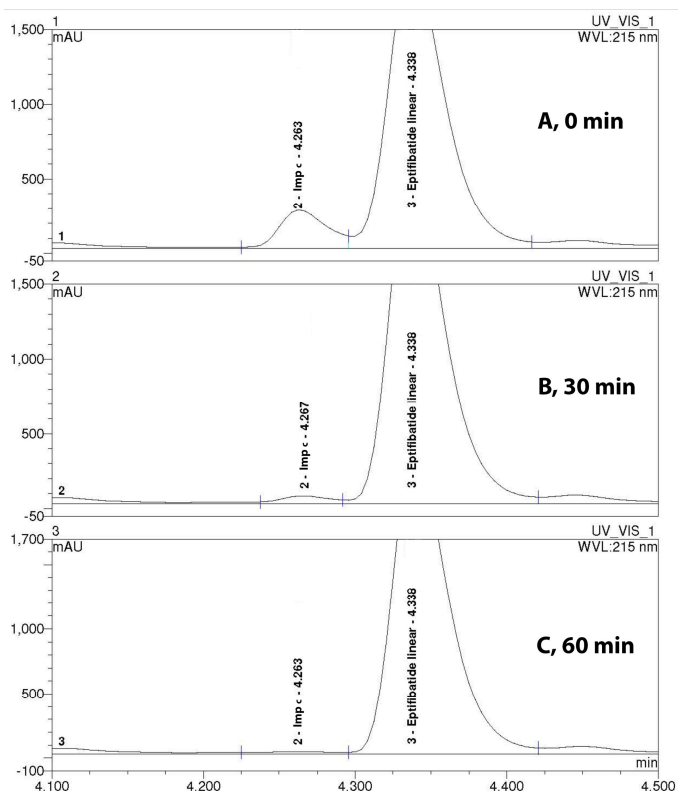 1
UV_VIS_1
1,500
mAU
WVL:215 nm
2 - Imp c - 4.263
3 - Eptifibatide linear - 4.338
A, 0 min
1,000
500
1
-50
2
UV_VIS_1
1,500
mAU
WVL:215 nm
2 - Imp c - 4.267
3 - Eptifibatide linear - 4.338
B, 30 min
1,000
500
2
-50
3
UV_VIS_1
1,700
mAU
WVL:215 nm
2 - Imp c - 4.263
3 - Eptifibatide linear - 4.338
C, 60 min
1,000
500
3
min
-100
4.100 4.200 4.300 4.400 4.500